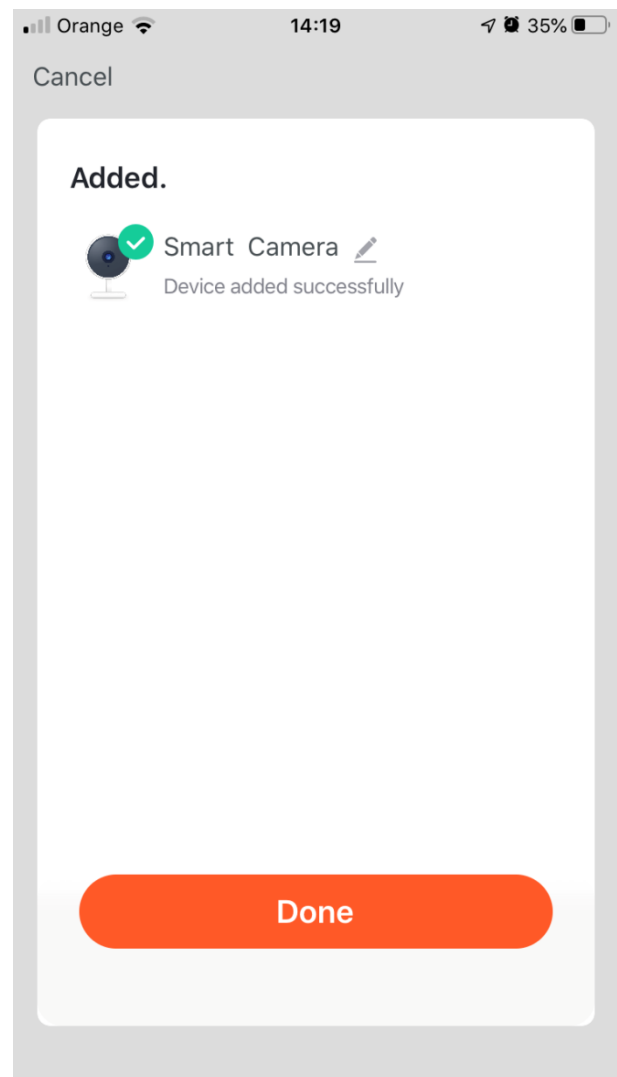 Orange 14:19 35%
Cancel
Added.
Smart Camera
Device added successfully
Done